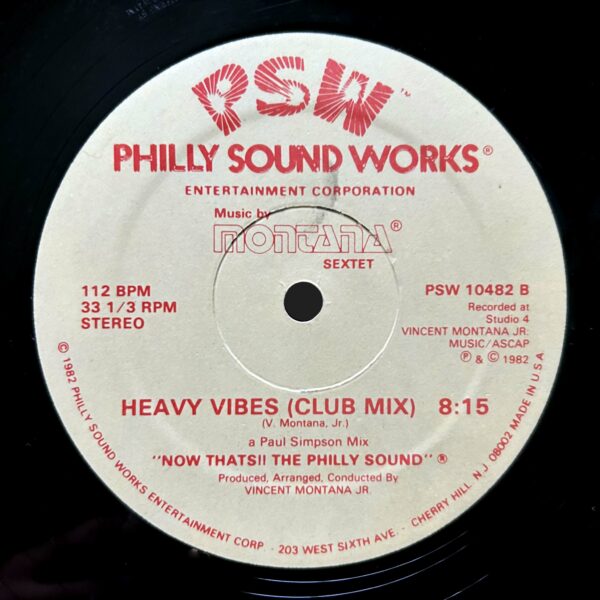 PSW™
PHILLY SOUND WORKS®
ENTERTAINMENT CORPORATION
Music by
MONTANA®
SEXTET
112 BPM
33 1/3 RPM
STEREO
PSW 10482 B
Recorded at
Studio 4
VINCENT MONTANA JR:
MUSIC/ASCAP
Ⓟ & © 1982
HEAVY VIBES (CLUB MIX) 8:15
(V. Montana, Jr.)
a Paul Simpson Mix
"NOW THATS!! THE PHILLY SOUND"®
Produced, Arranged, Conducted By
VINCENT MONTANA JR
© 1982 PHILLY SOUND WORKS ENTERTAINMENT CORP. - 203 WEST SIXTH AVE. - CHERRY HILL N.J. 08002 MADE IN U.S.A.